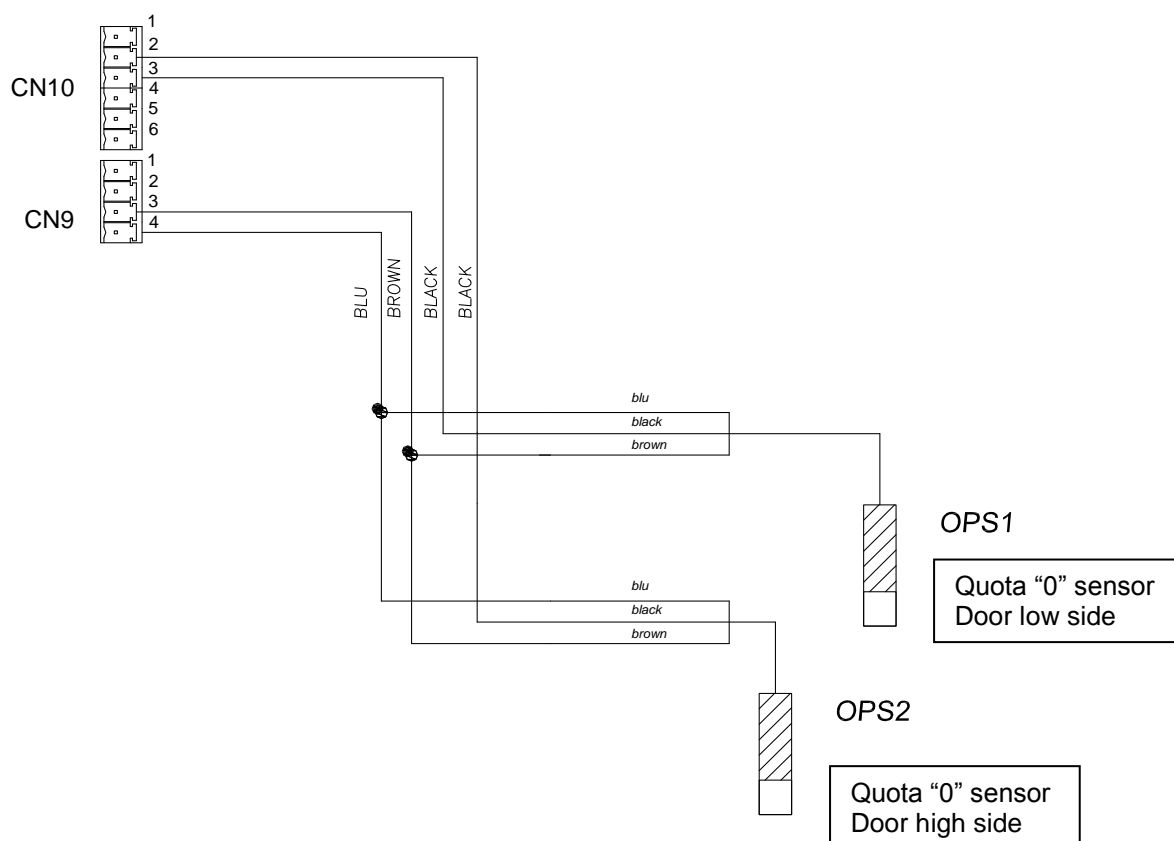 1
2
3
CN10
4
5
6
1
2
3
CN9
4
BLU
BROWN
BLACK
BLACK
blu
black
brown
OPS1
Quota “0” sensor
Door low side
blu
black
brown
OPS2
Quota “0” sensor
Door high side